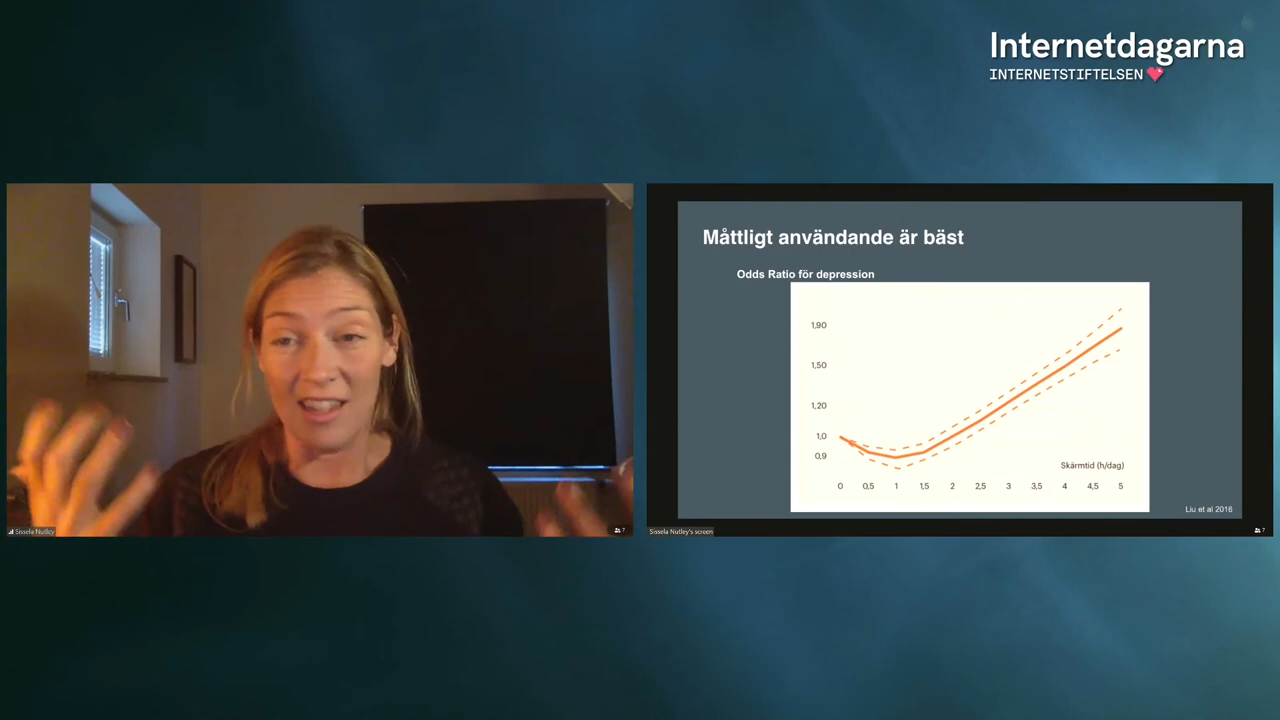 Internetdagarna
INTERNETSTIFTELSEN
Måttligt användande är bäst
Odds Ratio för depression
1,90
1,50
1,20
1,0
0,9
Skärmtid (h/dag)
0 0,5 1 1,5 2 2,5 3 3,5 4 4,5 5
Liu et al 2016
Sissela Nutley
7
Sissela Nutley's screen
7